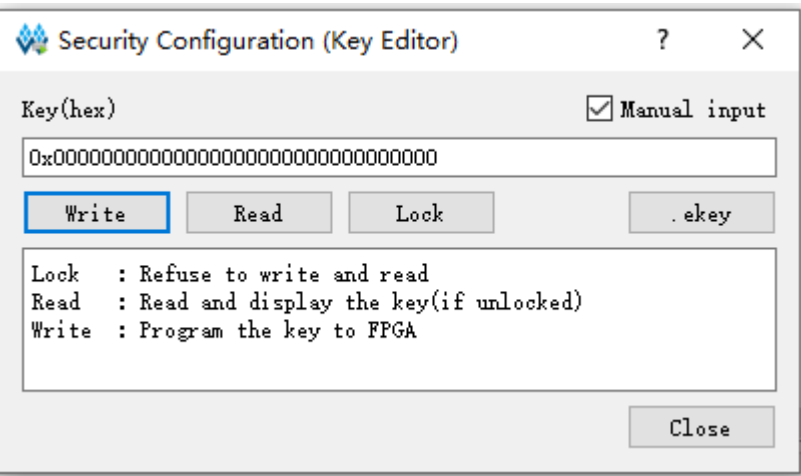 Security Configuration (Key Editor) ? ×
Key(hex) Manual input
0x00000000000000000000000000000000
Write Read Lock .ekey
Lock : Refuse to write and read
Read : Read and display the key(if unlocked)
Write : Program the key to FPGA
Close